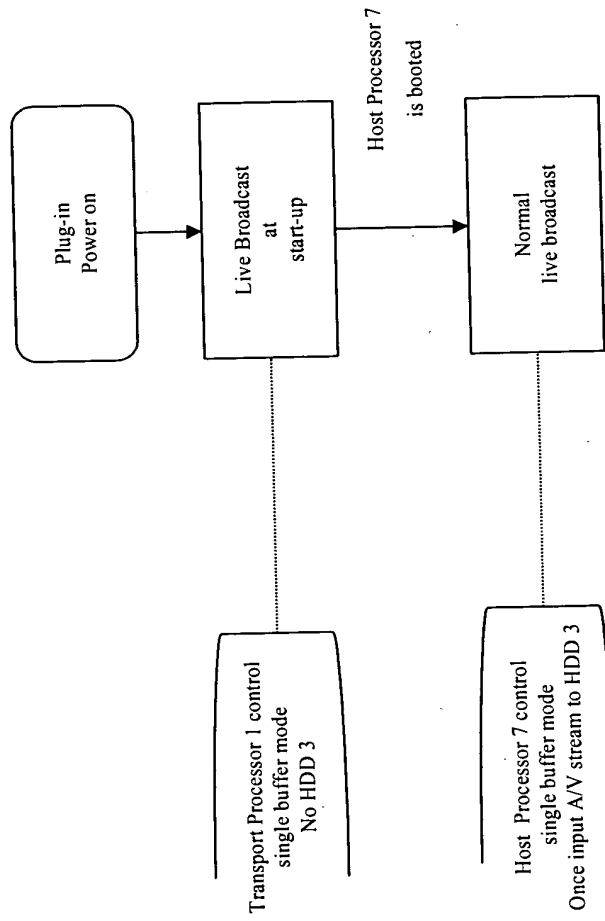 Plug-in
Power on
Live Broadcast
at
start-up
Transport Processor 1 control
single buffer mode
No HDD 3
Host Processor 7
is booted
Normal
live broadcast
Host Processor 7 control
single buffer mode
Once input A/V stream to HDD 3